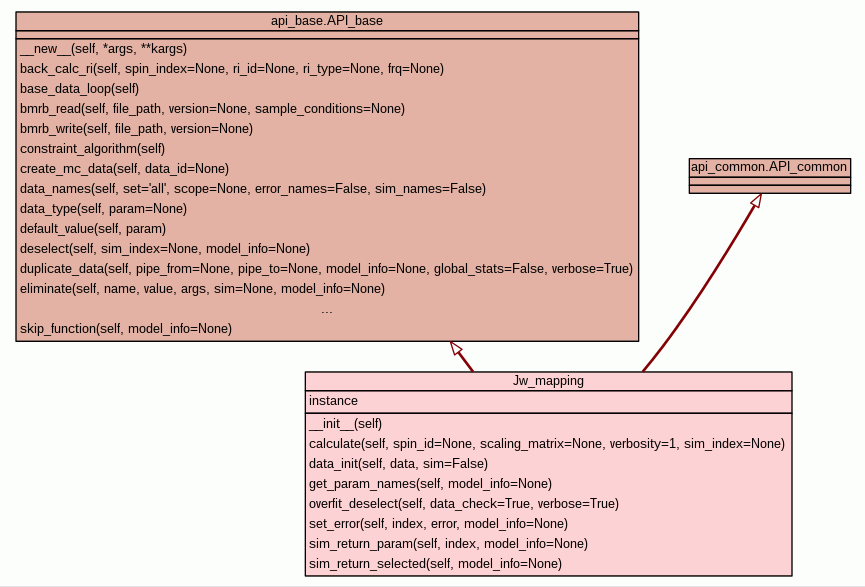 api_base.API_base
__new__(self, *args, **kargs)
back_calc_ri(self, spin_index=None, ri_id=None, ri_type=None, frq=None)
base_data_loop(self)
bmrb_read(self, file_path, version=None, sample_conditions=None)
bmrb_write(self, file_path, version=None)
constraint_algorithm(self)
create_mc_data(self, data_id=None)
data_names(self, set='all', scope=None, error_names=False, sim_names=False)
data_type(self, param=None)
default_value(self, param)
deselect(self, sim_index=None, model_info=None)
duplicate_data(self, pipe_from=None, pipe_to=None, model_info=None, global_stats=False, verbose=True)
eliminate(self, name, value, args, sim=None, model_info=None)
...
skip_function(self, model_info=None)
api_common.API_common
Jw_mapping
instance
__init__(self)
calculate(self, spin_id=None, scaling_matrix=None, verbosity=1, sim_index=None)
data_init(self, data, sim=False)
get_param_names(self, model_info=None)
overfit_deselect(self, data_check=True, verbose=True)
set_error(self, index, error, model_info=None)
sim_return_param(self, index, model_info=None)
sim_return_selected(self, model_info=None)